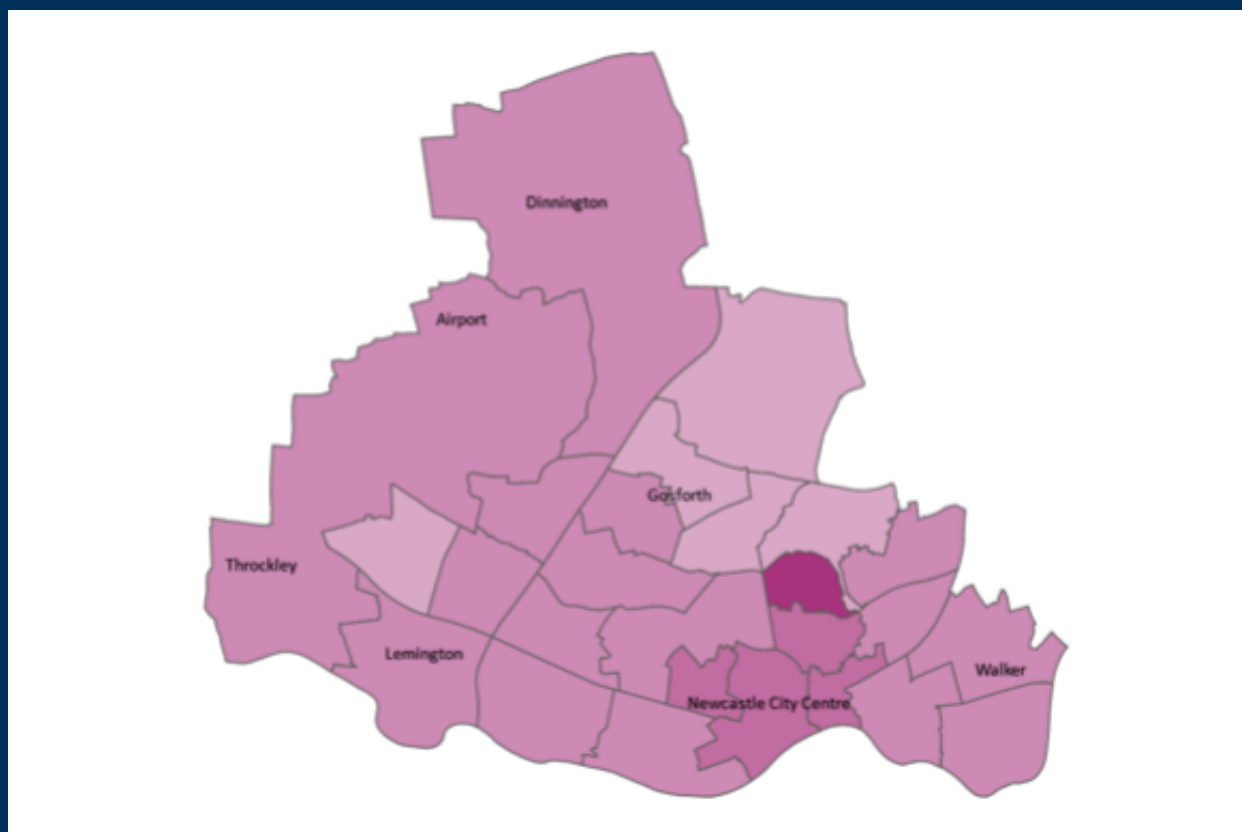 Dinnington
Airport
Gosforth
Throckley
Lemington
Walker
Newcastle City Centre